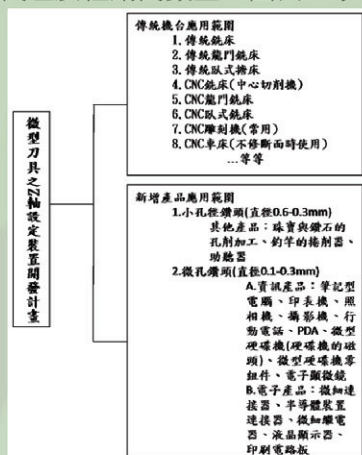 微型刀具之Z軸設定裝置開發計畫
傳統機台應用範圍
1. 傳統銑床
2. 傳統龍門銑床
3. 傳統臥式搪床
4. CNC銑床(中心切削機)
5. CNC龍門銑床
6. CNC臥式銑床
7. CNC雕刻機(常用)
8. CNC車床(不修斷面時使用)
…等等
新增產品應用範圍
1.小孔徑鑽頭(直徑0.6-0.3mm)
其他產品：珠寶與鑽石的
孔削加工、釣竿的捲削器、
助聽器
2.微孔鑽頭(直徑0.1-0.3mm)
A.資訊產品：筆記型
電腦、印表機、照
相機、攝影機、行
動電話、PDA、微型
硬碟機(硬碟機的磁
頭)、微型硬碟機零
組件、電子顯微鏡
B.電子產品：微細連
接器、半導體裝置
連接器、微細繼電
器、液晶顯示器、
印刷電路板